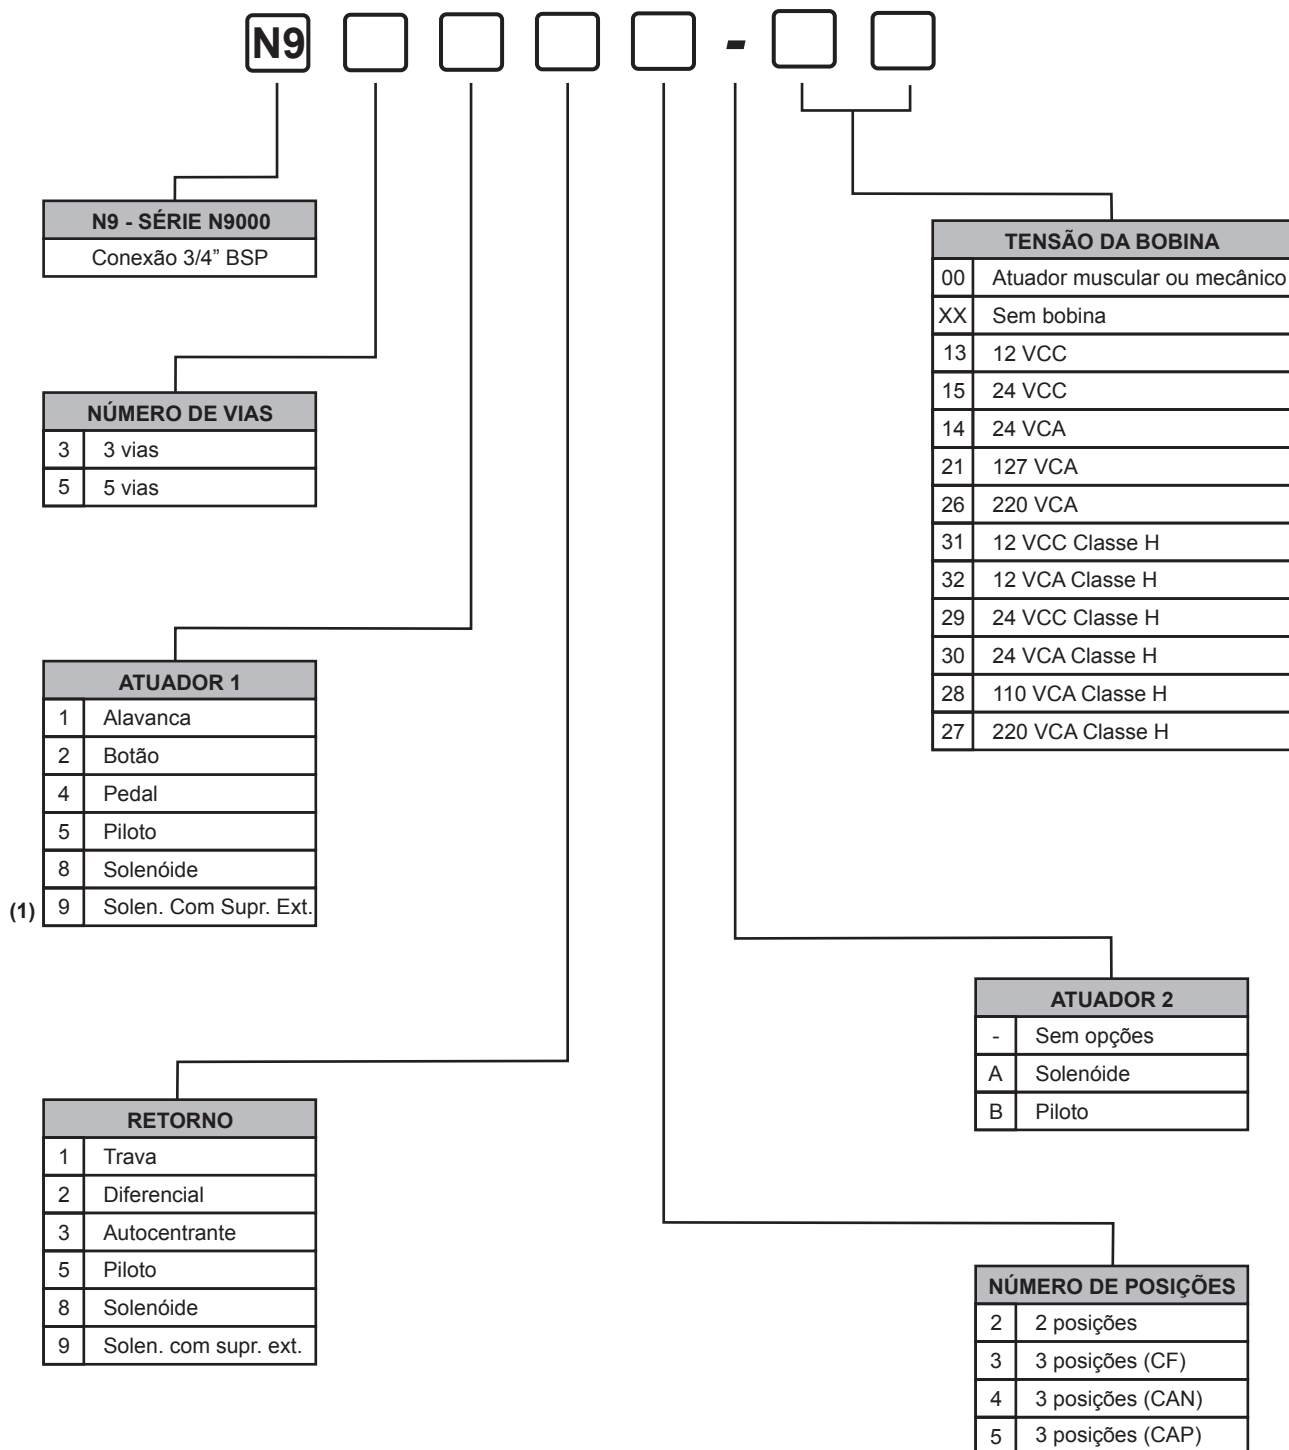 N9 -
N9 - SÉRIE N9000
Conexão 3/4” BSP
NÚMERO DE VIAS
3 3 vias
5 5 vias
ATUADOR 1
1 Alavanca
2 Botão
4 Pedal
5 Piloto
8 Solenóide
(1) 9 Solen. Com Supr. Ext.
RETORNO
1 Trava
2 Diferencial
3 Autocentrante
5 Piloto
8 Solenóide
9 Solen. com supr. ext.
TENSÃO DA BOBINA
00 Atuador muscular ou mecânico
XX Sem bobina
13 12 VCC
15 24 VCC
14 24 VCA
21 127 VCA
26 220 VCA
31 12 VCC Classe H
32 12 VCA Classe H
29 24 VCC Classe H
30 24 VCA Classe H
28 110 VCA Classe H
27 220 VCA Classe H
ATUADOR 2
- Sem opções
A Solenóide
B Piloto
NÚMERO DE POSIÇÕES
2 2 posições
3 3 posições (CF)
4 3 posições (CAN)
5 3 posições (CAP)